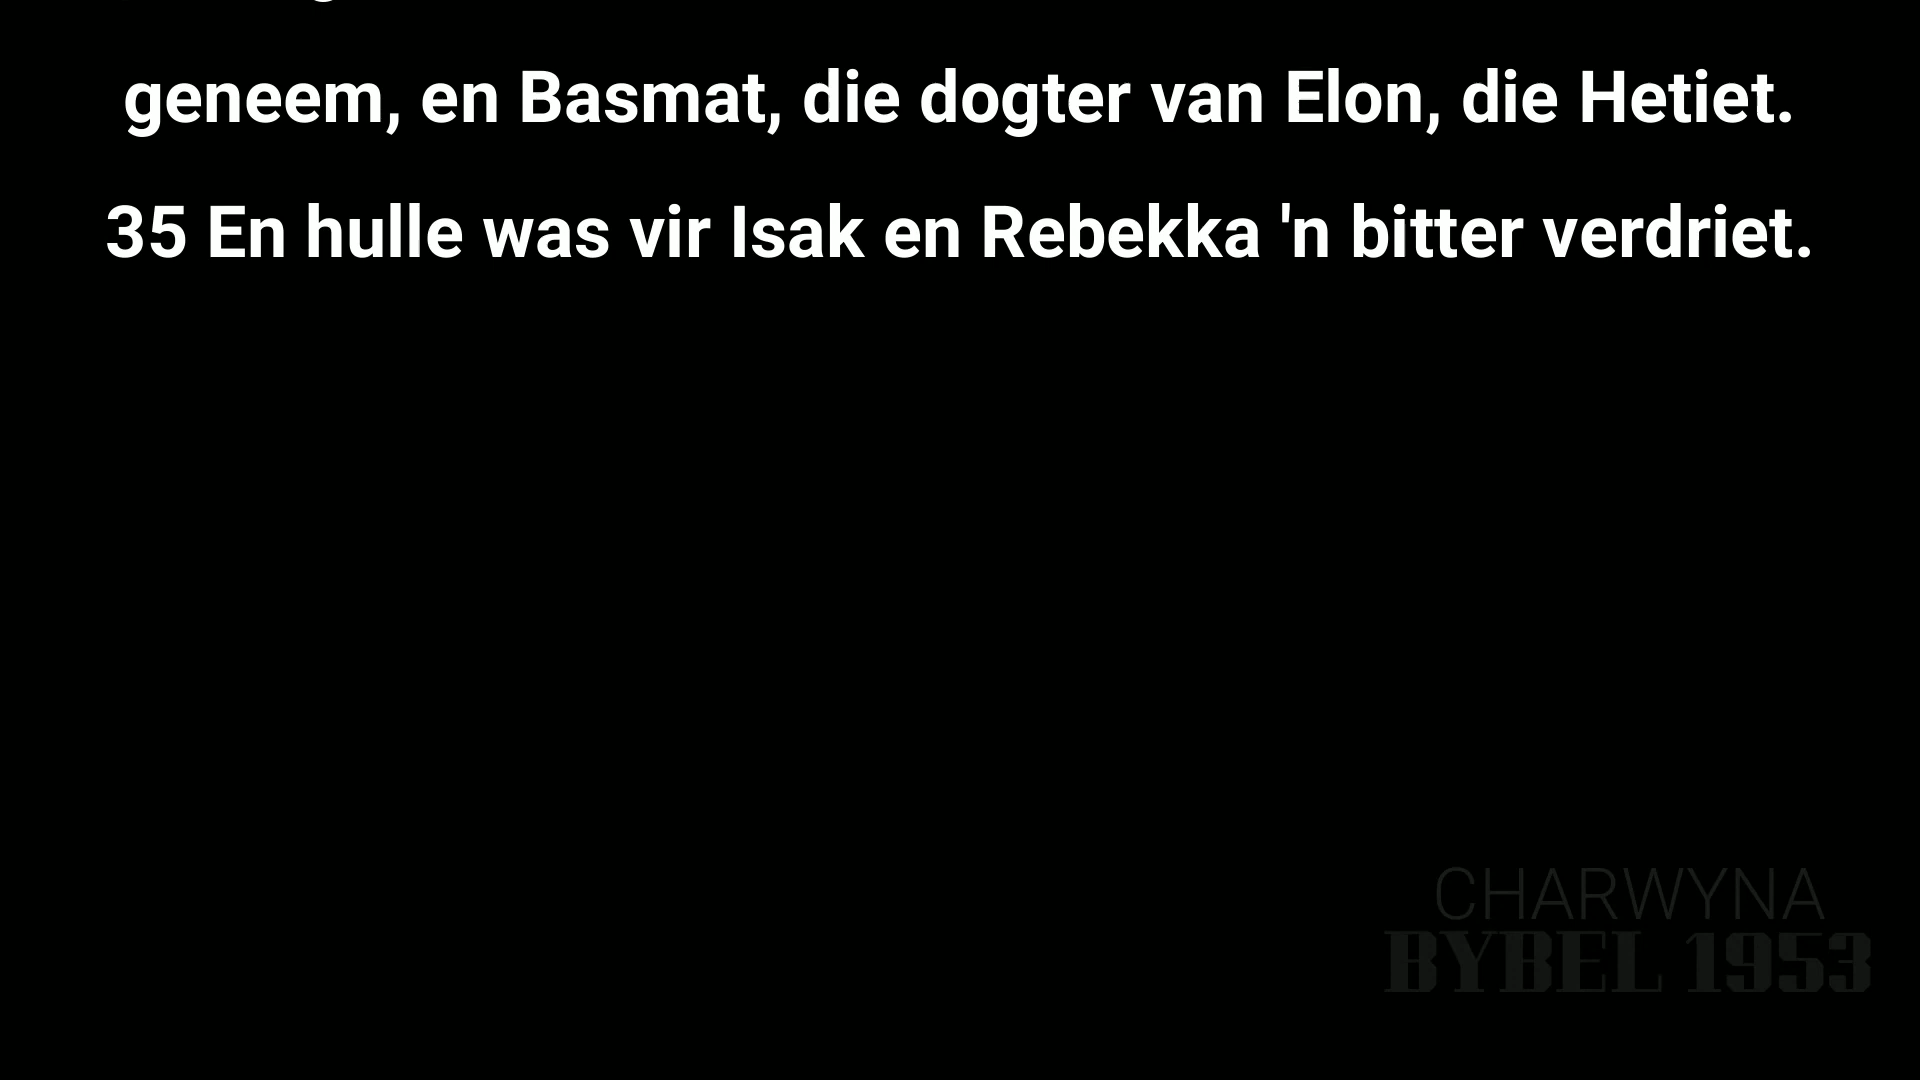 geneem, en Basmat, die dogter van Elon, die Hetiet.
35 En hulle was vir Isak en Rebekka 'n bitter verdriet.
CHARWYNA
BYBEL 1953